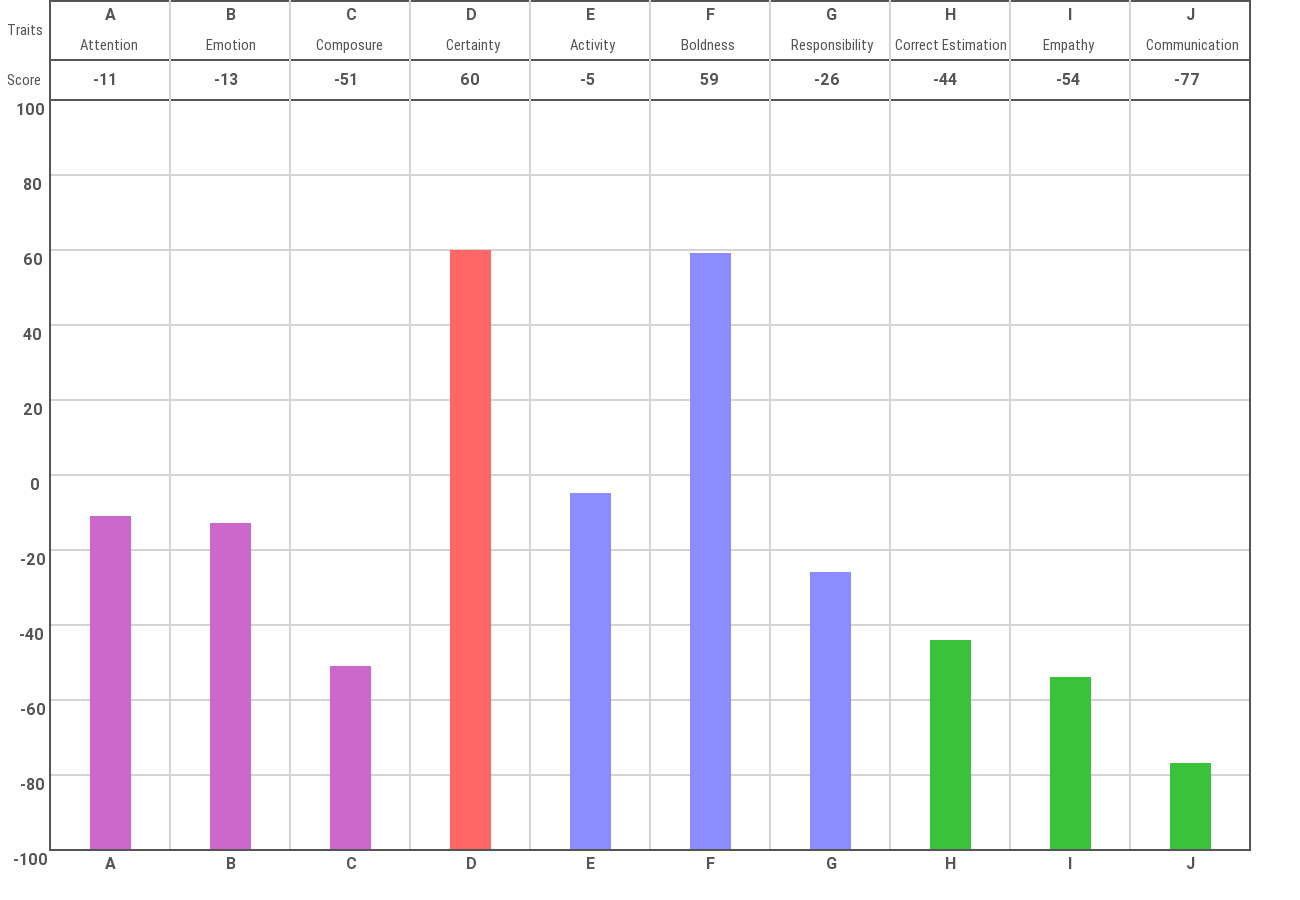 A B C D E F G H I J
Traits
Attention Emotion Composure Certainty Activity Boldness Responsibility Correct Estimation Empathy Communication
Score -11 -13 -51 60 -5 59 -26 -44 -54 -77
100
80
60
40
20
0
-20
-40
-60
-80
-100
A B C D E F G H I J